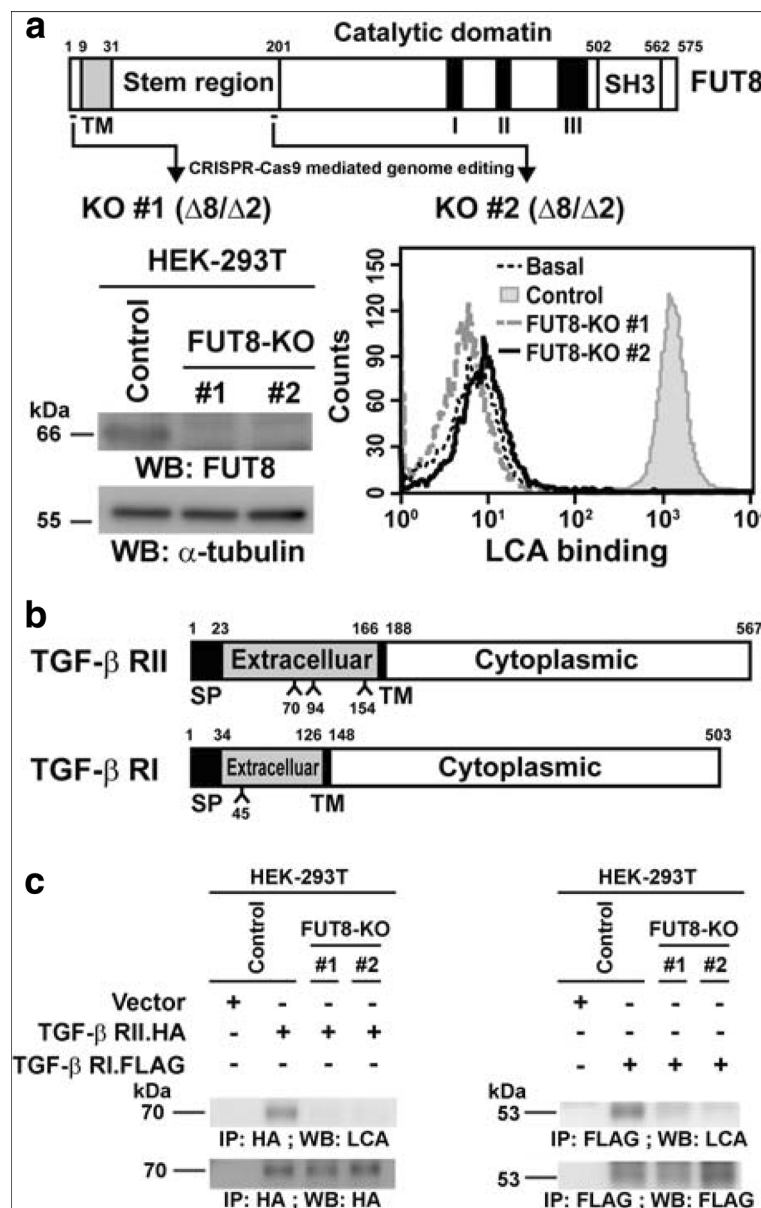 a
1 9 31 201 Catalytic domatin 502 562 575
Stem region SH3 FUT8
TM I II III
CRISPR-Cas9 mediated genome editing
KO #1 (Δ8/Δ2) KO #2 (Δ8/Δ2)
HEK-293T
Control FUT8-KO
#1 #2
kDa
66
WB: FUT8
55
WB: α-tubulin
150
120
90
60
30
0
Counts
Basal
Control
FUT8-KO #1
FUT8-KO #2
10⁰ 10¹ 10² 10³
LCA binding
b
1 23 166 188 567
TGF-β RII Extracelluar Cytoplasmic
SP 70 94 154 TM
1 34 126 148 503
TGF-β RI Extracelluar Cytoplasmic
SP 45 TM
c
HEK-293T
Control FUT8-KO
#1 #2
Vector + - - -
TGF-β RII.HA - + + +
TGF-β RI.FLAG - - - -
kDa
70
IP: HA ; WB: LCA
70
IP: HA ; WB: HA
HEK-293T
Control FUT8-KO
#1 #2
+ - - -
- - - -
- + + +
kDa
53
IP: FLAG ; WB: LCA
53
IP: FLAG ; WB: FLAG